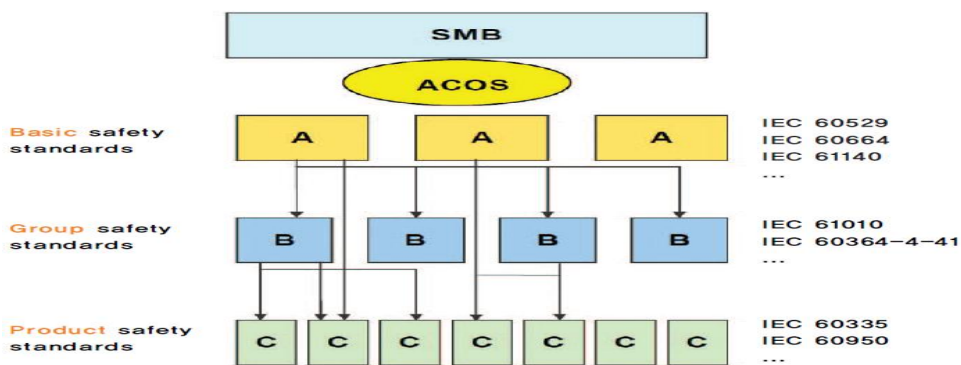 SMB
ACOS
Basic safety
standards
A A A
IEC 60529
IEC 60664
IEC 61140
...
Group safety
standards
B B B B
IEC 61010
IEC 60364-4-41
...
Product safety
standards
C C C C C C C
IEC 60335
IEC 60950
...